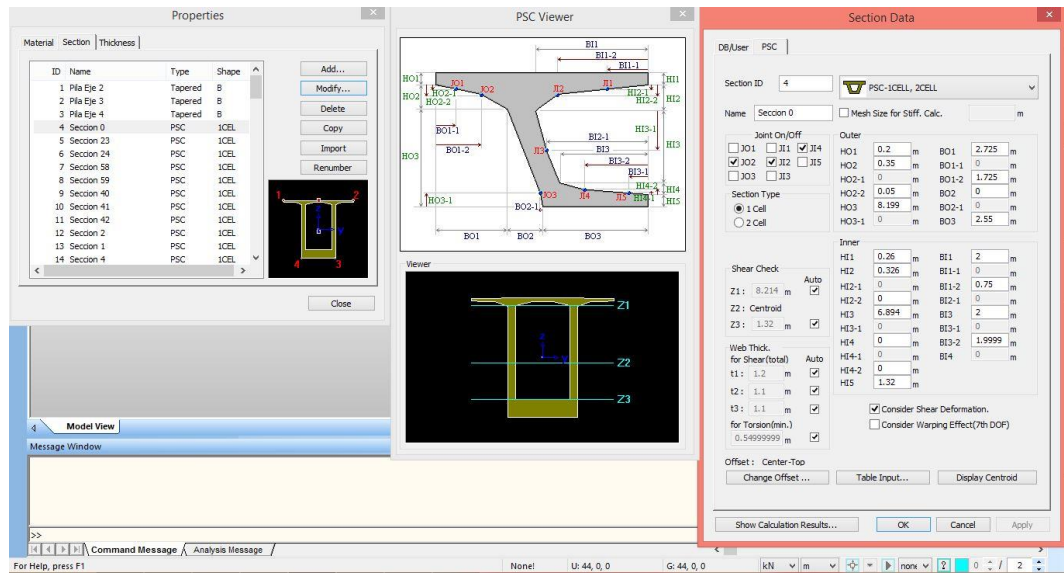 Properties
Material Section Thickness
ID Name Type Shape
1 Pila Eje 2 Tapered B
2 Pila Eje 3 Tapered B
3 Pila Eje 4 Tapered B
4 Seccion 0 PSC 1CEL
5 Seccion 23 PSC 1CEL
6 Seccion 24 PSC 1CEL
7 Seccion 58 PSC 1CEL
8 Seccion 59 PSC 1CEL
9 Seccion 40 PSC 1CEL
10 Seccion 41 PSC 1CEL
11 Seccion 42 PSC 1CEL
12 Seccion 2 PSC 1CEL
13 Seccion 1 PSC 1CEL
14 Seccion 4 PSC 1CEL
Add...
Modify...
Delete
Copy
Import
Renumber
1 2
4 3
Close
Model View
Message Window
>>
Command Message Analysis Message
For Help, press F1
None!
U: 44, 0, 0
G: 44, 0, 0
kN m
none
? 0 / 2
PSC Viewer
BI1
BI1-2
BI1-1
HO1 JO1 JI1 HI1
HO2 HO2-1 JO2 JI2 HI2-1 HI2
HO2-2 HI2-2
BO1-1 BI2-1 HI3-1
BO1-2 JI3 BI3 HI3
HO3 BI3-2
BI3-1
HI4-2 HI4
HO3-1 JO3 JI4 JI5 HI4-1 HI5
BO2-1
BO1 BO2 BO3
Viewer
Z1
Z2
Z3
Section Data
DB/User PSC
Section ID 4 PSC-1CELL, 2CELL
Name Seccion 0 Mesh Size for Stiff. Calc. m
Joint On/Off
JO1 JI1 JI4
JO2 JI2 JI5
JO3 JI3
Section Type
1 Cell
2 Cell
Outer
HO1 0.2 m BO1 2.725 m
HO2 0.35 m BO1-1 0 m
HO2-1 0 m BO1-2 1.725 m
HO2-2 0.05 m BO2 0 m
HO3 8.199 m BO2-1 0 m
HO3-1 0 m BO3 2.55 m
Inner
HI1 0.26 m BI1 2 m
HI2 0.326 m BI1-1 0 m
HI2-1 0 m BI1-2 0.75 m
HI2-2 0 m BI2-1 0 m
HI3 6.894 m BI3 2 m
HI3-1 0 m BI3-1 0 m
HI4 0 m BI3-2 1.9999 m
HI4-1 0 m BI4 0 m
HI4-2 0 m
HI5 1.32 m
Shear Check
Auto
Z1: 8.214 m
Z2: Centroid
Z3: 1.32 m
Web Thick.
for Shear(total) Auto
t1: 1.2 m
t2: 1.1 m
t3: 1.1 m
for Torsion(min.)
0.54999999 m
Consider Shear Deformation.
Consider Warping Effect(7th DOF)
Offset : Center-Top
Change Offset ... Table Input... Display Centroid
Show Calculation Results... OK Cancel Apply